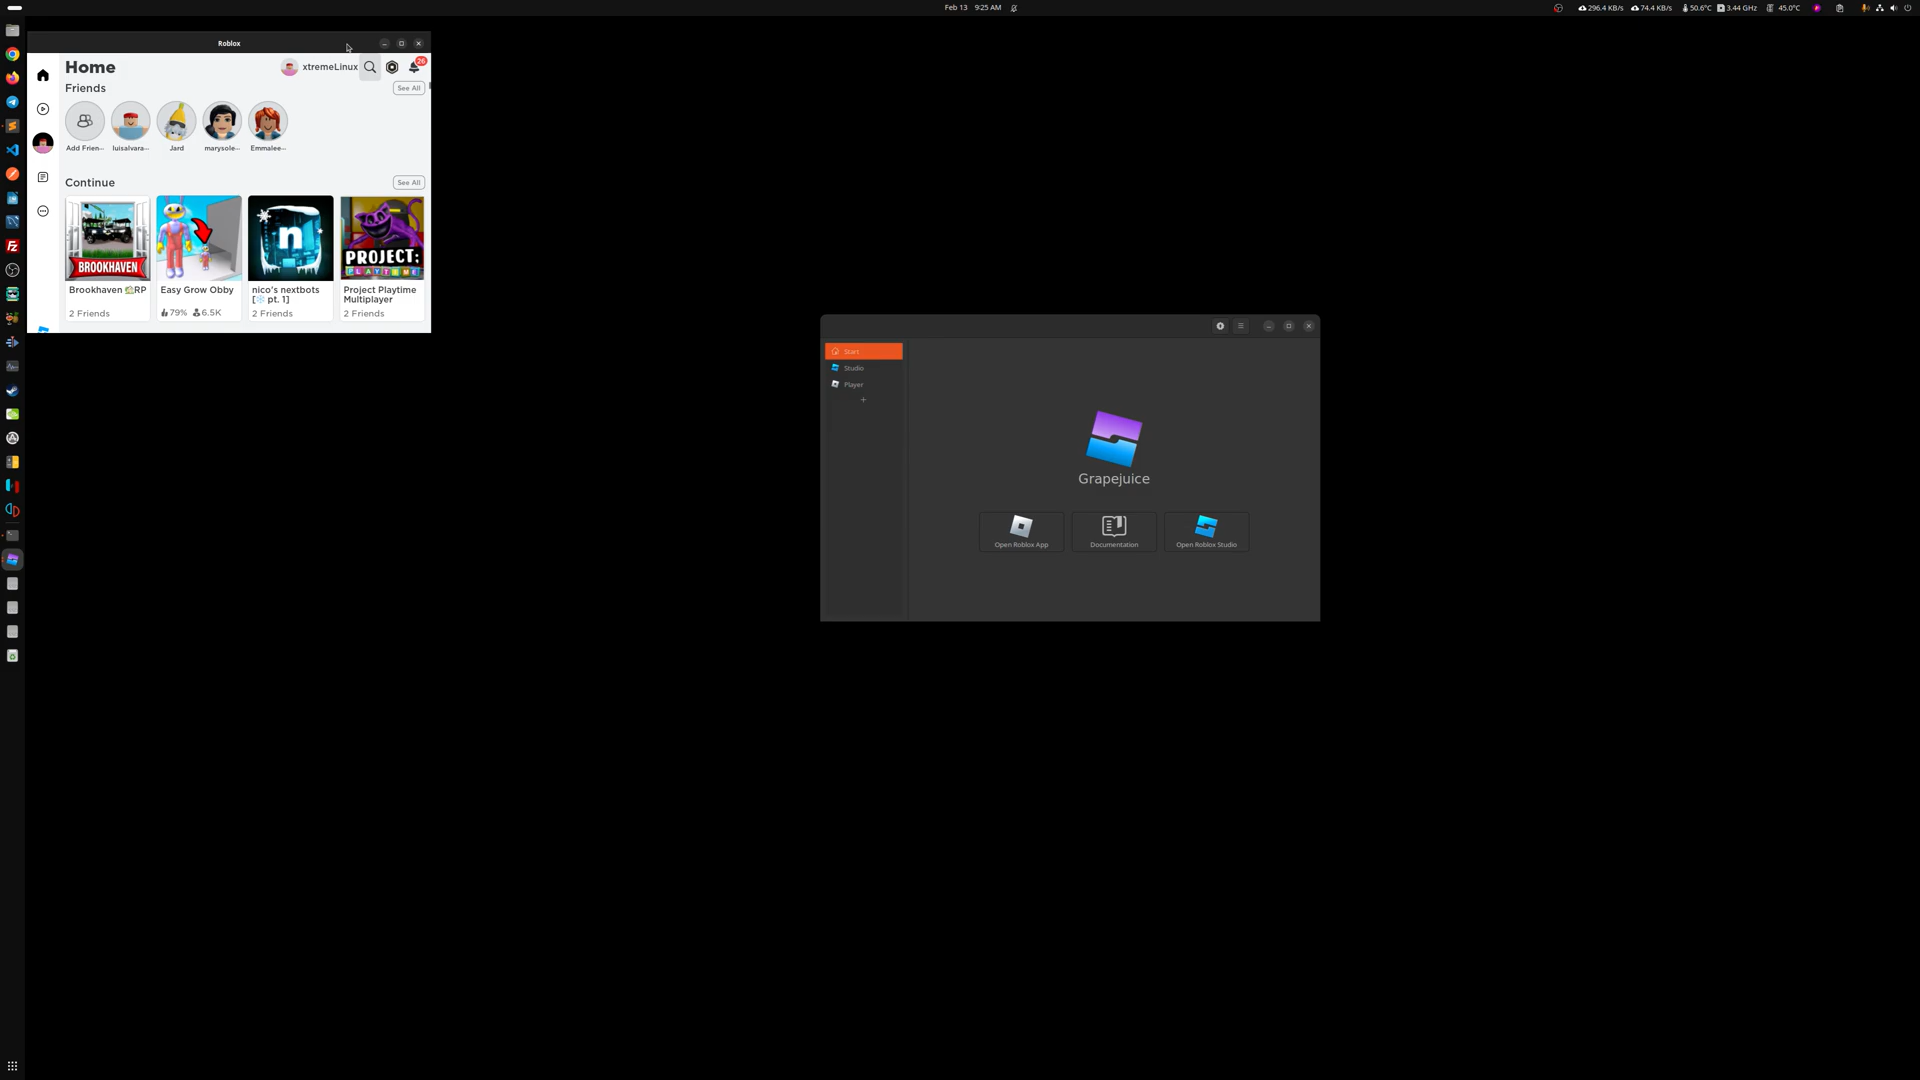 Feb 13 9:25 AM
296.4 KB/s 74.4 KB/s 50.6°C 3.44 GHz 45.0°C
Roblox
Home
xtremeLinux
26
Friends
See All
Add Frien-- luisalvara-- Jard marysole-- Emmalee--
Continue
See All
BROOKHAVEN
n
PROJECT:
PLAYTIME
Brookhaven RP
2 Friends
Easy Grow Obby
79% 6.5K
nico's nextbots
[ pt. 1]
2 Friends
Project Playtime
Multiplayer
2 Friends
Start
Studio
Player
Grapejuice
Open Roblox App
Documentation
Open Roblox Studio
Fz